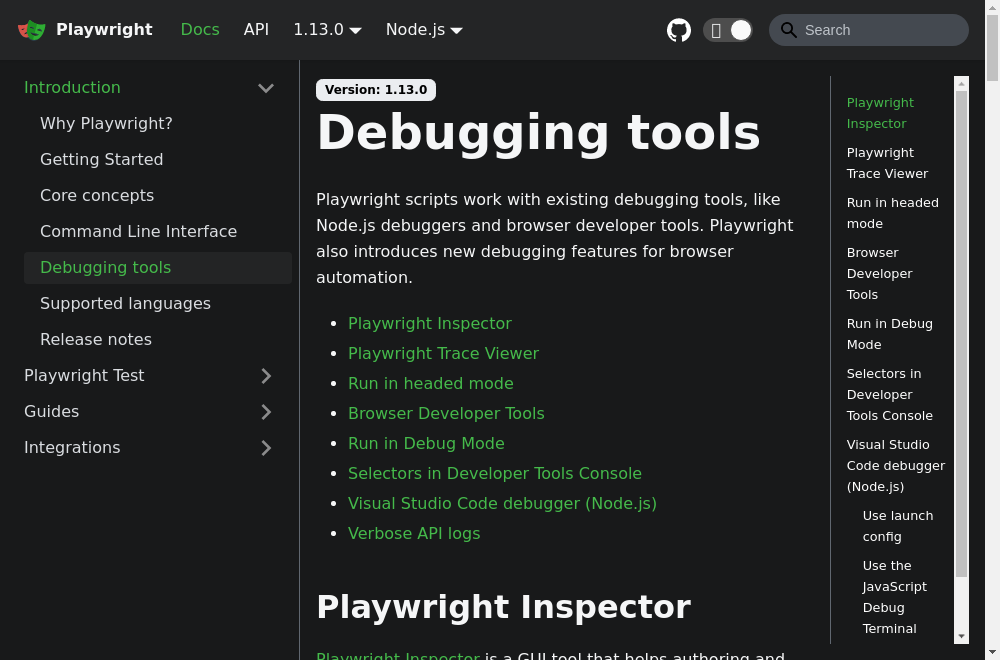 Playwright
Docs
API
1.13.0
Node.js
Search
Introduction
Why Playwright?
Getting Started
Core concepts
Command Line Interface
Debugging tools
Supported languages
Release notes
Playwright Test
Guides
Integrations
Version: 1.13.0
Debugging tools
Playwright scripts work with existing debugging tools, like
Node.js debuggers and browser developer tools. Playwright
also introduces new debugging features for browser
automation.
Playwright Inspector
Playwright Trace Viewer
Run in headed mode
Browser Developer Tools
Run in Debug Mode
Selectors in Developer Tools Console
Visual Studio Code debugger (Node.js)
Verbose API logs
Playwright Inspector
Playwright Inspector is a GUI tool that helps authoring and
Playwright
Inspector
Playwright
Trace Viewer
Run in headed
mode
Browser
Developer
Tools
Run in Debug
Mode
Selectors in
Developer
Tools Console
Visual Studio
Code debugger
(Node.js)
Use launch
config
Use the
JavaScript
Debug
Terminal